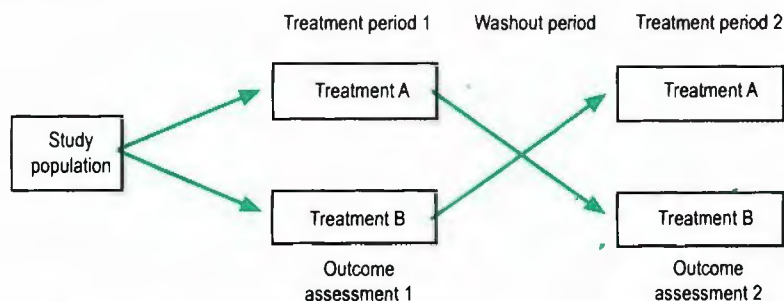 Treatment period 1 Washout period Treatment period 2
Treatment A Treatment A
Study
population
Treatment B Treatment B
Outcome
assessment 1
Outcome
assessment 2